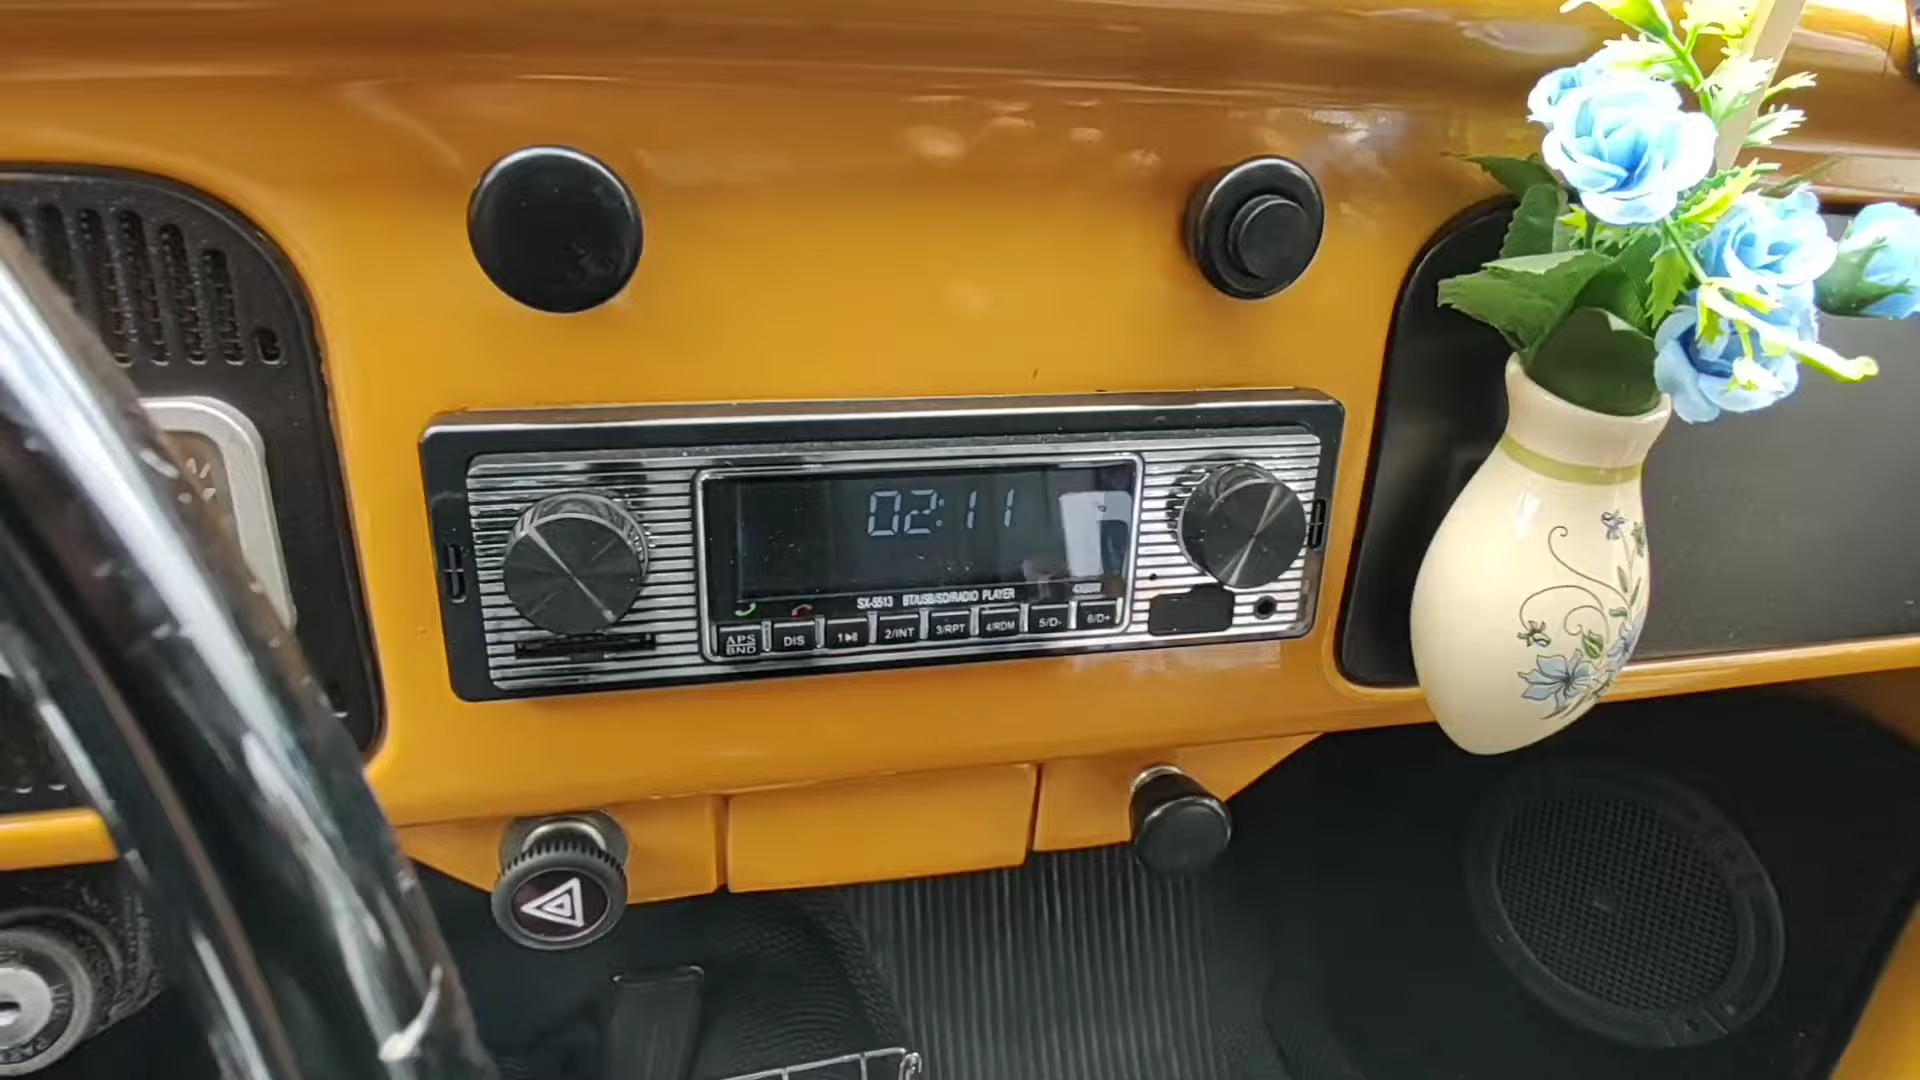 02:11
SX-5513 BT/USB/SD/RADIO PLAYER
APS
BND
DIS
1
2/INT
3/RPT
4/RDM
5/D-
6/D+